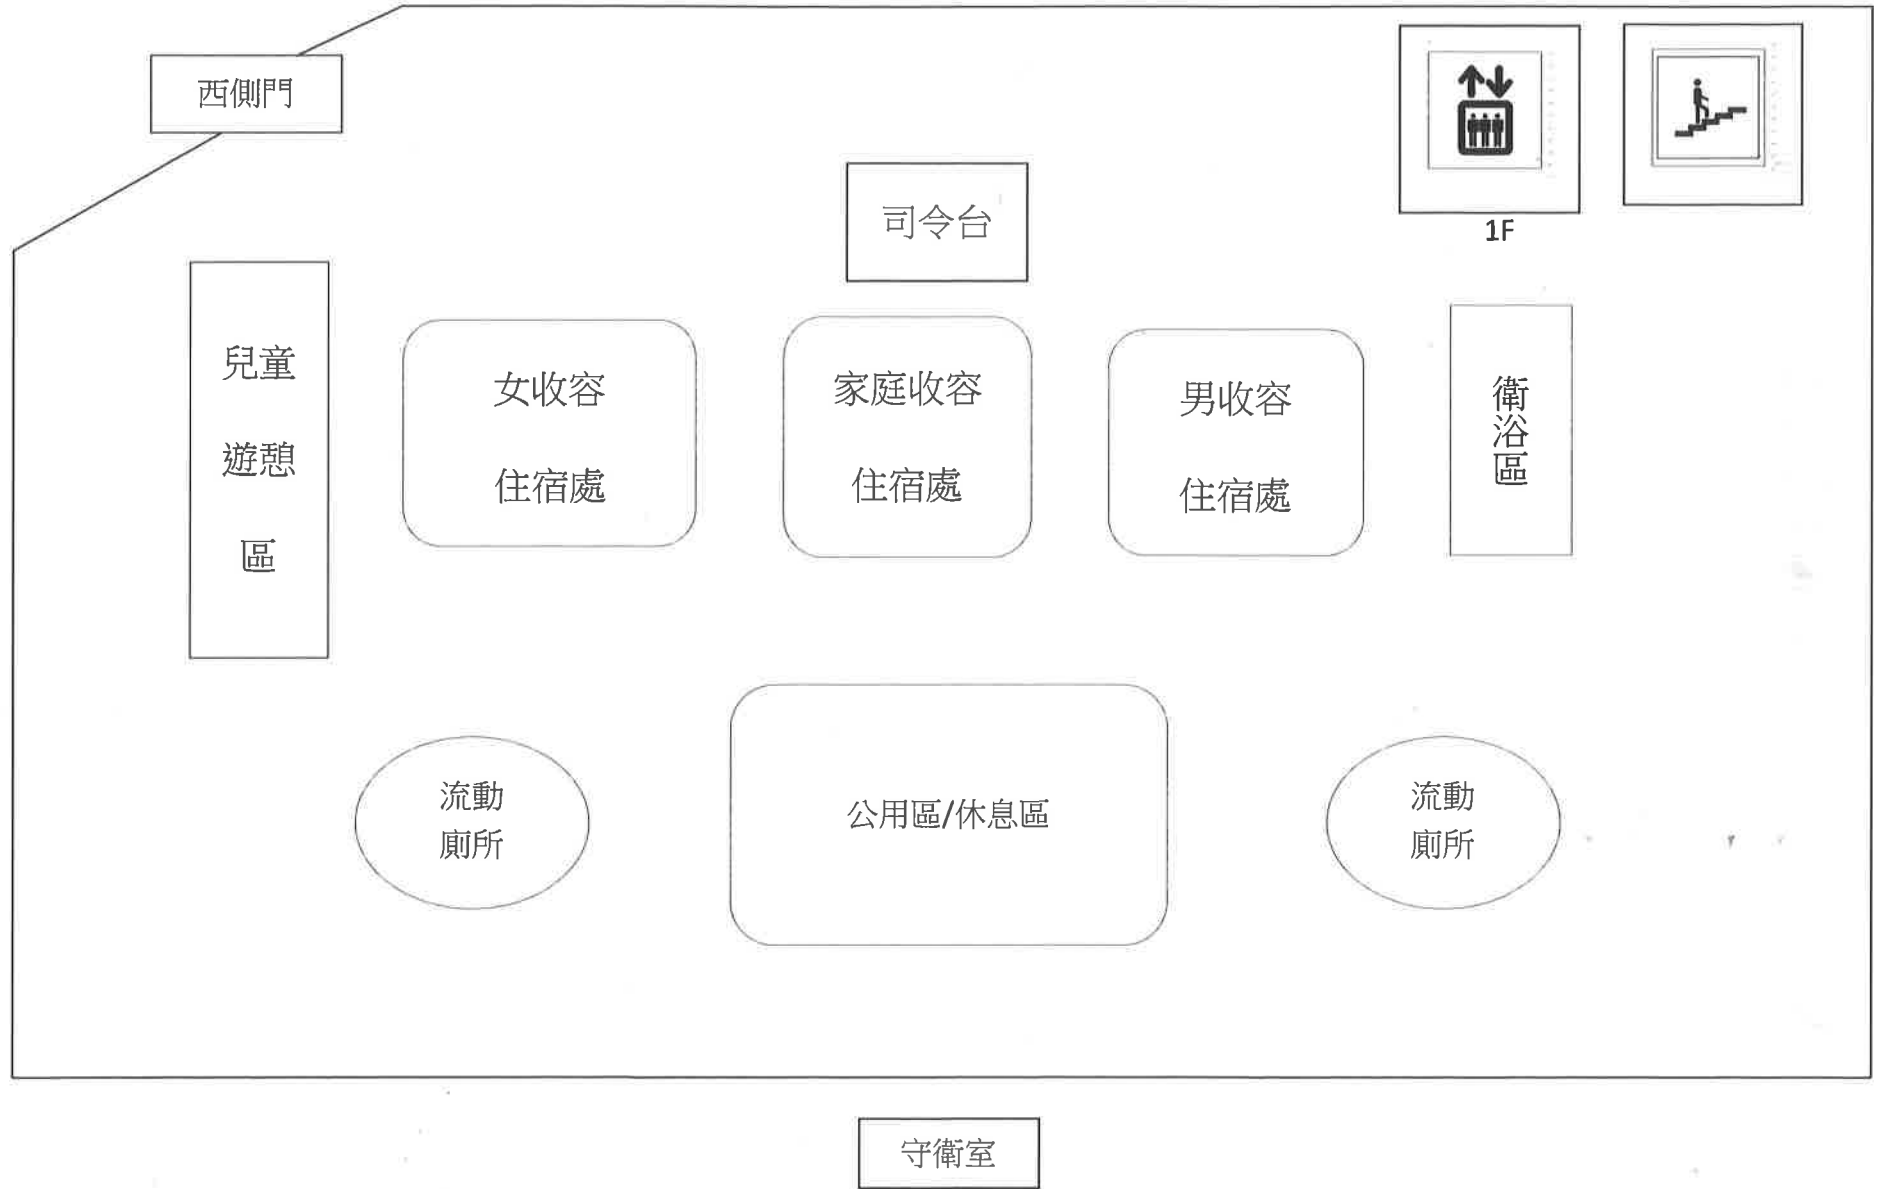 西側門
司令台
1F
兒童
遊憩
區
女收容
住宿處
家庭收容
住宿處
男收容
住宿處
衛
浴
區
流動
廁所
公用區/休息區
流動
廁所
守衛室